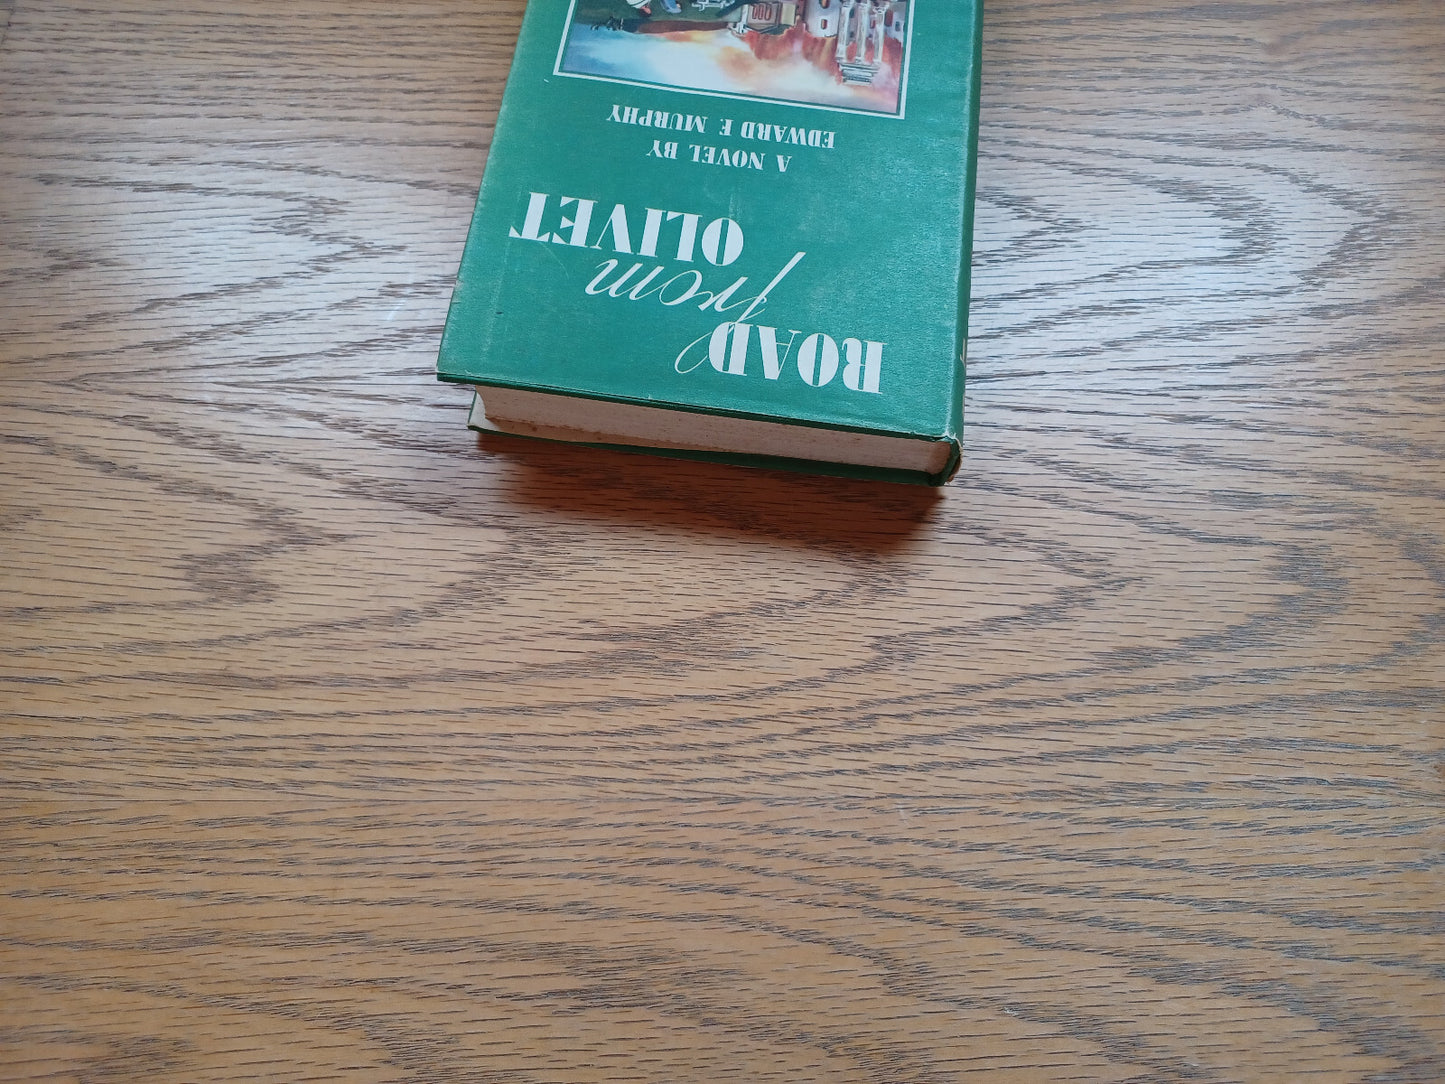 ROAD
from
OLIVET
A NOVEL BY
EDWARD F. MURPHY